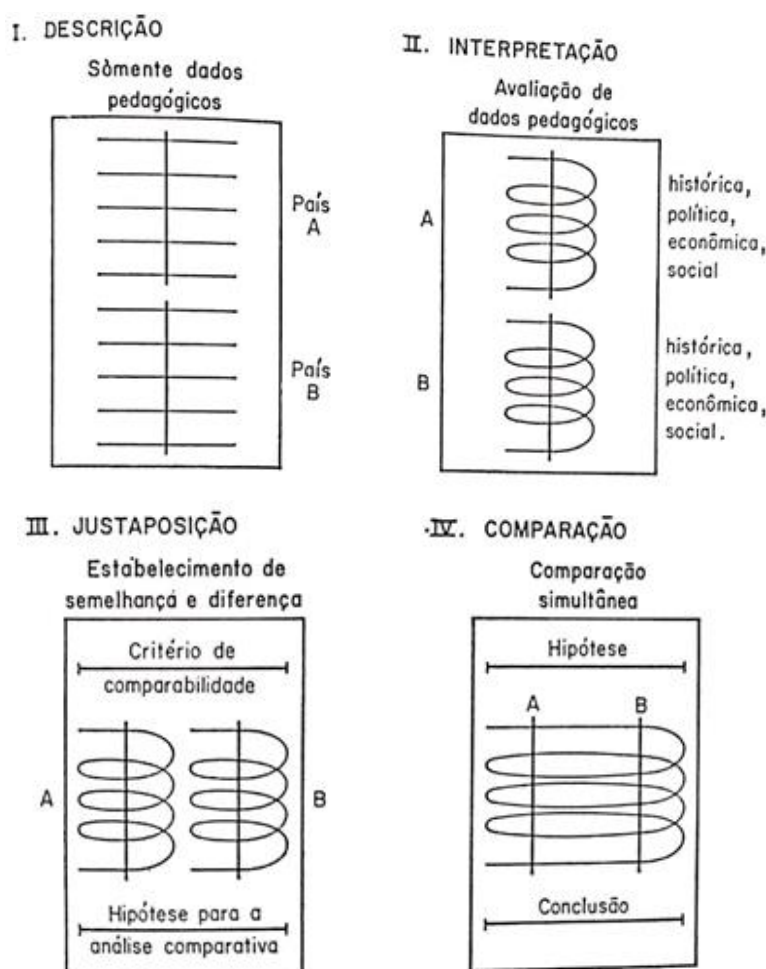 I. DESCRIÇÃO
Sòmente dados
pedagógicos
País
A
País
B
II. INTERPRETAÇÃO
Avaliação de
dados pedagógicos
A
histórica,
política,
econômica,
social
B
histórica,
política,
econômica,
social.
III. JUSTAPOSIÇÃO
Estabelecimento de
semelhança e diferença
Critério de
comparabilidade
A
B
Hipótese para a
análise comparativa
IV. COMPARAÇÃO
Comparação
simultânea
Hipótese
A B
Conclusão